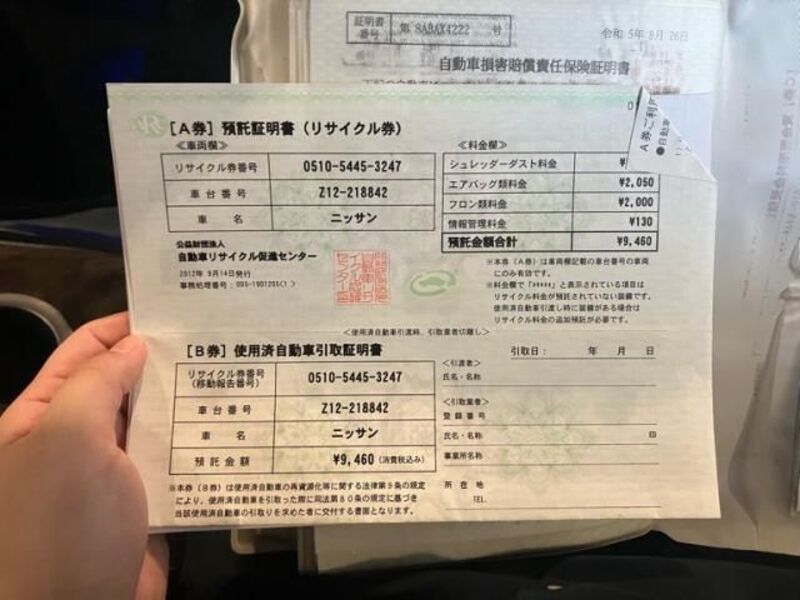 証明書番号 第 8ABAX4222 号
令和 5年 8月 26日
自動車損害賠償責任保険証明書
[A券] 預託証明書 (リサイクル券)
≪車両欄≫
リサイクル券番号 0510-5445-3247
車台番号 Z12-218842
車名 ニッサン
≪料金欄≫
シュレッダーダスト料金 ¥
エアバッグ類料金 ¥2,050
フロン類料金 ¥2,000
情報管理料金 ¥130
預託金額合計 ¥9,460
A券ご利用
●自動車
公益財団法人
自動車リサイクル促進センター
2012年 9月14日発行
※本券(A券)は車両欄記載の車台番号の車両
にのみ有効です。
※料金欄で「*****」と表示されている項目は
リサイクル料金が預託されていない装備です。
使用済自動車引渡し時に装備がある場合は
リサイクル料金の追加預託が必要です。
<使用済自動車引渡時、引取業者切離し>
[B券] 使用済自動車引取証明書
引取日: 年 月 日
リサイクル券番号
(移動報告番号) 0510-5445-3247
車台番号 Z12-218842
車名 ニッサン
預託金額 ¥9,460 (消費税込み)
<引渡者>
氏名・名称
<引取業者>
登録番号
氏名・名称 印
事業所名称
所在地
TEL.
※本券(B券)は使用済自動車の再資源化等に関する法律第9条の規定
により、使用済自動車を引取った際に同法第80条の規定に基づき
当該使用済自動車の引取りを求めた者に交付する書面となります。